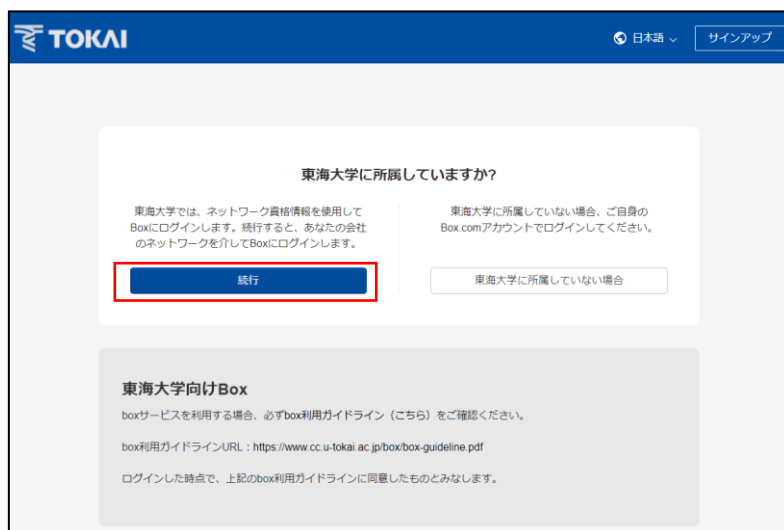 TOKAI
日本語
サインアップ
東海大学に所属していますか?
東海大学では、ネットワーク資格情報を使用して
Boxにログインします。続行すると、あなたの会社
のネットワークを介してBoxにログインします。
続行
東海大学に所属していない場合、ご自身の
Box.comアカウントでログインしてください。
東海大学に所属していない場合
東海大学向けBox
boxサービスを利用する場合、必ずbox利用ガイドライン（こちら）をご確認ください。
box利用ガイドラインURL：https://www.cc.u-tokai.ac.jp/box/box-guideline.pdf
ログインした時点で、上記のbox利用ガイドラインに同意したものとみなします。